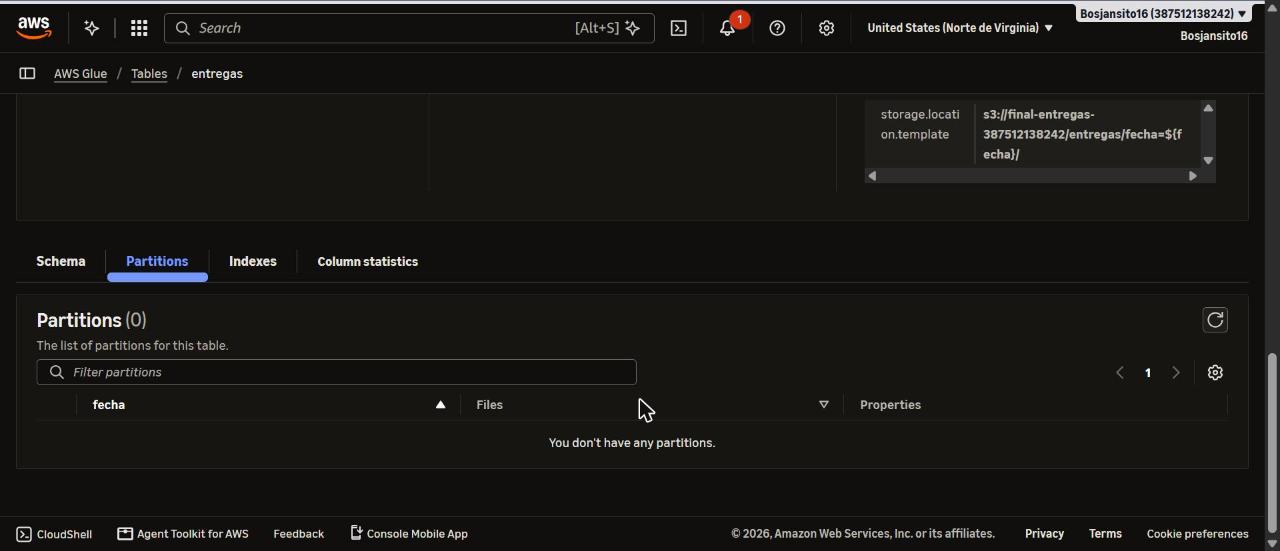 Bosjansito16 (387512138242) ▼
aws
Search
[Alt+S]
1
United States (Norte de Virginia) ▼
Bosjansito16
AWS Glue / Tables / entregas
storage.locati
on.template
s3://final-entregas-
387512138242/entregas/fecha=${f
echa}/
Schema
Partitions
Indexes
Column statistics
Partitions (0)
The list of partitions for this table.
Filter partitions
1
fecha
Files
Properties
You don't have any partitions.
CloudShell
Agent Toolkit for AWS
Feedback
Console Mobile App
© 2026, Amazon Web Services, Inc. or its affiliates.
Privacy
Terms
Cookie preferences